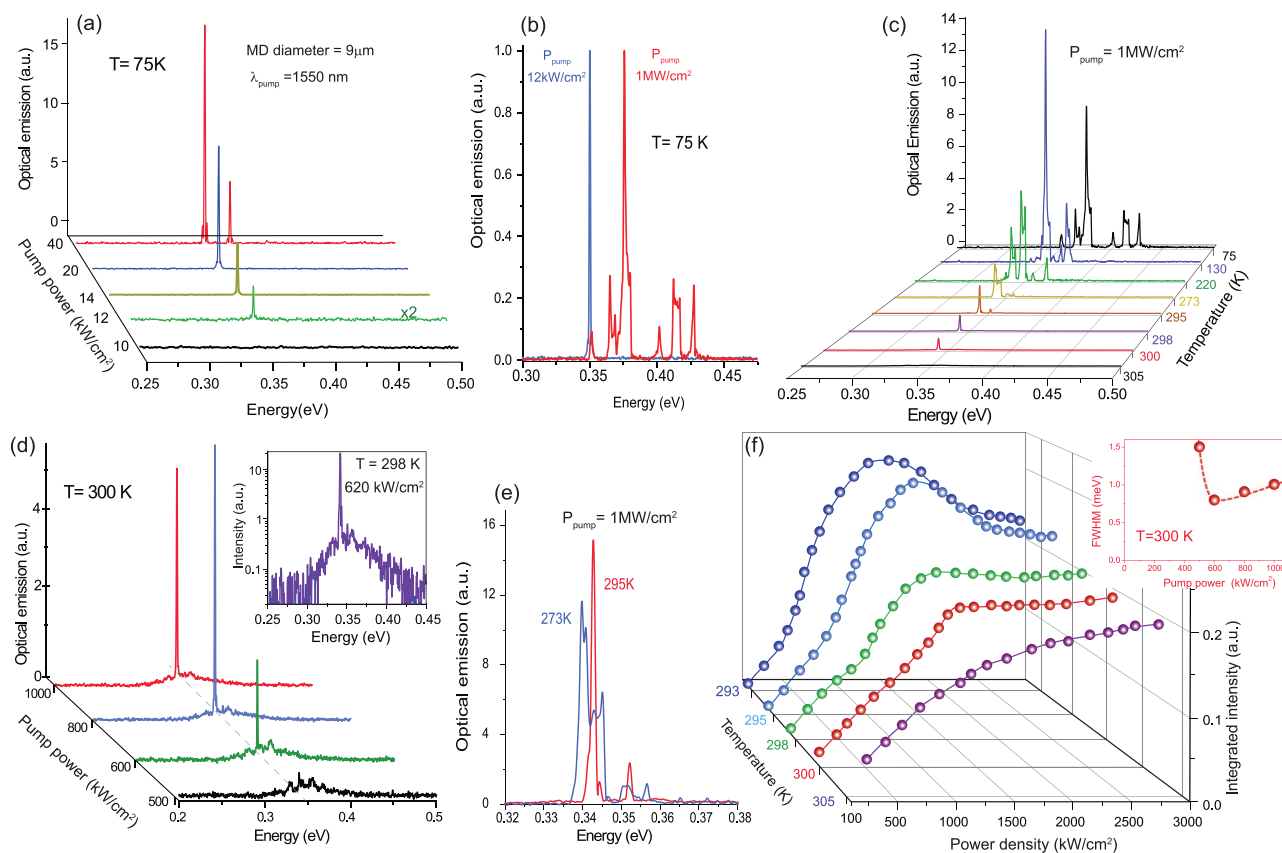 (a)
T= 75K
MD diameter = 9μm
λpump =1550 nm
Optical emission (a.u.)
15
10
5
0
Pump power (kW/cm²)
40
20
14
12
10
x2
0.25
0.30
0.35
0.40
0.45
0.50
Energy(eV)
(b)
Ppump
12kW/cm²
Ppump
1MW/cm²
T= 75 K
Optical emission (a.u.)
1.0
0.8
0.6
0.4
0.2
0.0
0.30
0.35
0.40
0.45
Energy (eV)
(c)
Ppump = 1MW/cm²
Optical Emission (a.u.)
14
12
10
8
6
4
2
0
75
130
220
273
295
298
300
305
Temperature (K)
0.25
0.30
0.35
0.40
0.45
0.50
Energy (eV)
(d)
T= 300 K
Optical emission (a.u.)
4
2
0
Pump power (kW/cm²)
1000
800
600
500
0.2
0.3
0.4
0.5
Energy (eV)
T = 298 K
620 kW/cm²
Intensity (a.u.)
10
1
0.1
0.25
0.30
0.35
0.40
0.45
Energy (eV)
(e)
Ppump = 1MW/cm²
295K
273K
Optical emission (a.u.)
16
12
8
4
0
0.32
0.33
0.34
0.35
0.36
0.37
0.38
Energy (eV)
(f)
293
295
298
300
305
Temperature (K)
100
500
1000
1500
2000
2500
3000
Power density (kW/cm²)
Integrated intensity (a.u.)
0.2
0.1
0.0
FWHM (meV)
1.5
1.0
0.5
0.0
T=300 K
0
200
400
600
800
1000
Pump power (kW/cm²)